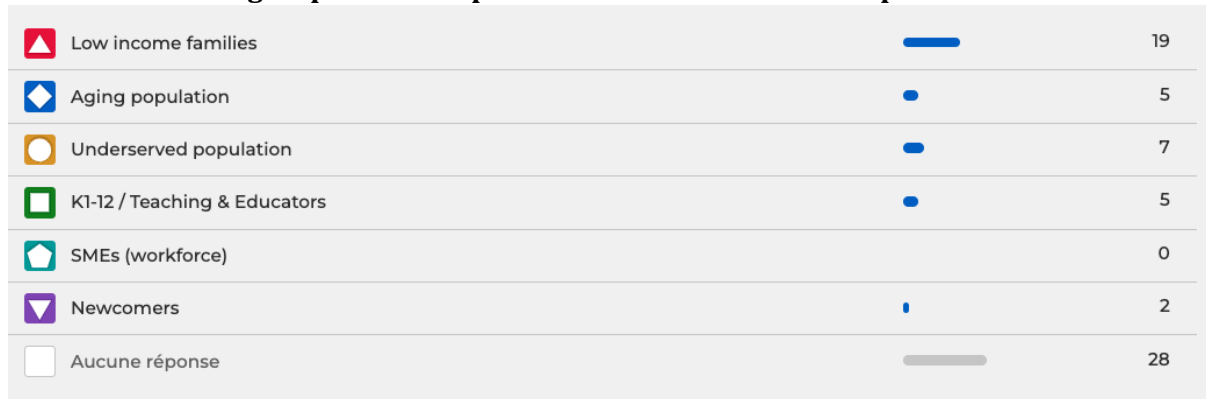 Low income families 19
Aging population 5
Underserved population 7
K1-12 / Teaching & Educators 5
SMEs (workforce) 0
Newcomers 2
Aucune réponse 28